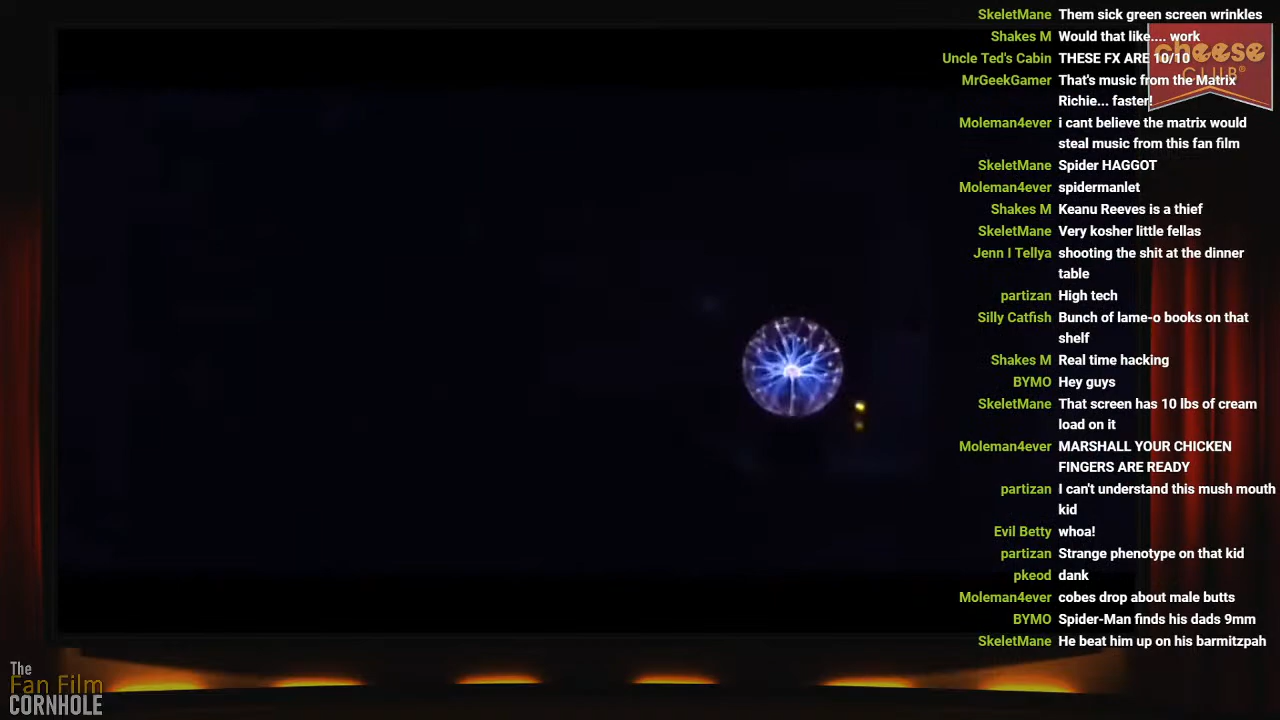 SkeletMane Them sick green screen wrinkles
Shakes M Would that like.... work
Uncle Ted's Cabin THESE FX ARE 10/10
MrGeekGamer That's music from the Matrix
Richie... faster!
Moleman4ever i cant believe the matrix would
steal music from this fan film
SkeletMane Spider HAGGOT
Moleman4ever spidermanlet
Shakes M Keanu Reeves is a thief
SkeletMane Very kosher little fellas
Jenn I Tellya shooting the shit at the dinner
table
partizan High tech
Silly Catfish Bunch of lame-o books on that
shelf
Shakes M Real time hacking
BYMO Hey guys
SkeletMane That screen has 10 lbs of cream
load on it
Moleman4ever MARSHALL YOUR CHICKEN
FINGERS ARE READY
partizan I can't understand this mush mouth
kid
Evil Betty whoa!
partizan Strange phenotype on that kid
pkeod dank
Moleman4ever cobes drop about male butts
BYMO Spider-Man finds his dads 9mm
SkeletMane He beat him up on his barmitzpah
cheese
CLUB®
The
Fan Film
CORNHOLE